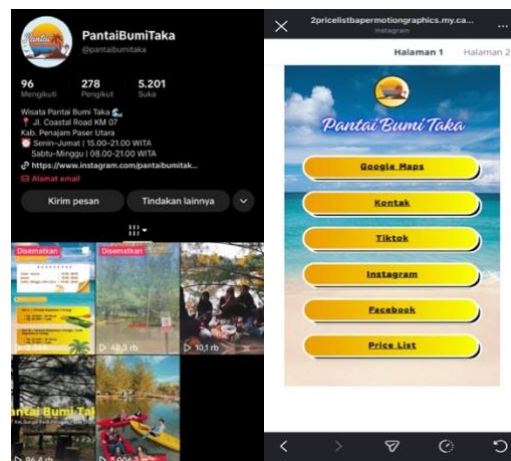 PantaiBumiTaka
@pantaibumitaka
96
Mengikuti
278
Pengikut
5.201
Suka
Wisata Pantai Bumi Taka
Jl. Coastal Road KM 07
Kab. Penajam Paser Utara
Senin-Jumat | 15.00-21.00 WITA
Sabtu-Minggu | 08.00-21.00 WITA
https://www.instagram.com/pantaibumitak...
Alamat email
Kirim pesan
Tindakan lainnya
Disematkan
Disematkan
48,3 rb
10,1 rb
2pricelistbapermotiongraphics.my.ca...
Instagram
Halaman 1
Halaman 2
Pantai Bumi Taka
Google Maps
Kontak
Tiktok
Instagram
Facebook
Price List